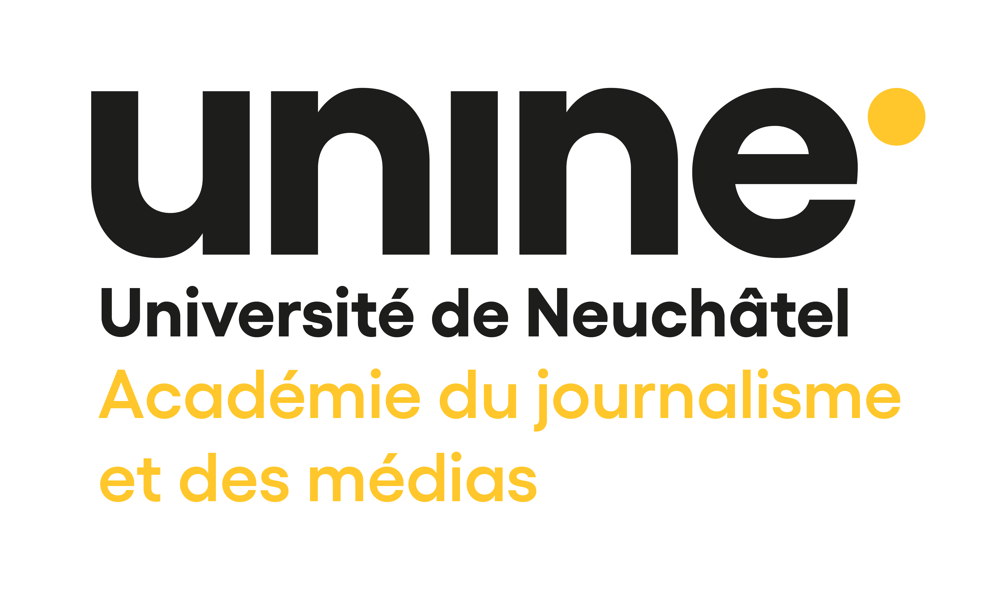 unine
Université de Neuchâtel
Académie du journalisme
et des médias